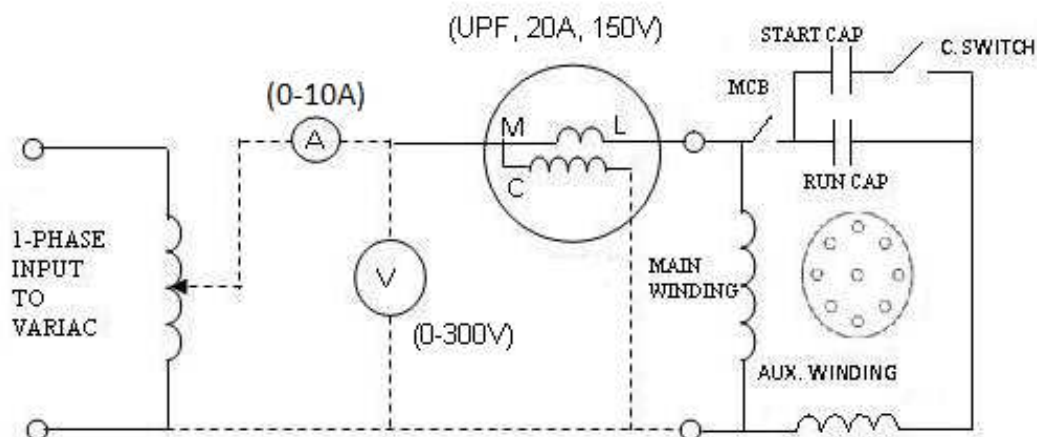 (UPF, 20A, 150V)
START CAP
C. SWITCH
(0-10A)
MCB
A
M
L
C
RUN CAP
1-PHASE
INPUT
TO
VARIAC
V
MAIN
WINDING
(0-300V)
AUX. WINDING